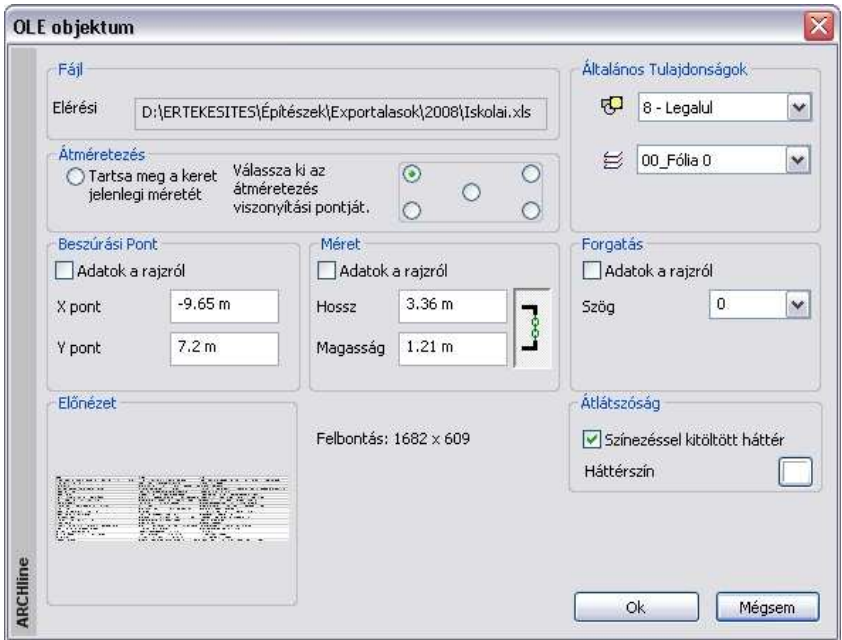 OLE objektum
Fájl
Elérési
D:\ERTEKESITES\Építészek\Exportalasok\2008\Iskolai.xls
Általános Tulajdonságok
8 - Legalul
00_Fólia 0
Átméretezés
Tartsa meg a keret
jelenlegi méretét
Válassza ki az
átméretezés
viszonyítási pontját.
Beszúrási Pont
Adatok a rajzról
X pont
-9.65 m
Y pont
7.2 m
Méret
Adatok a rajzról
Hossz
3.36 m
Magasság
1.21 m
Forgatás
Adatok a rajzról
Szög
0
Előnézet
Felbontás: 1682 x 609
Átlátszóság
Színezéssel kitöltött háttér
Háttérszín
ARCHline
Ok
Mégsem